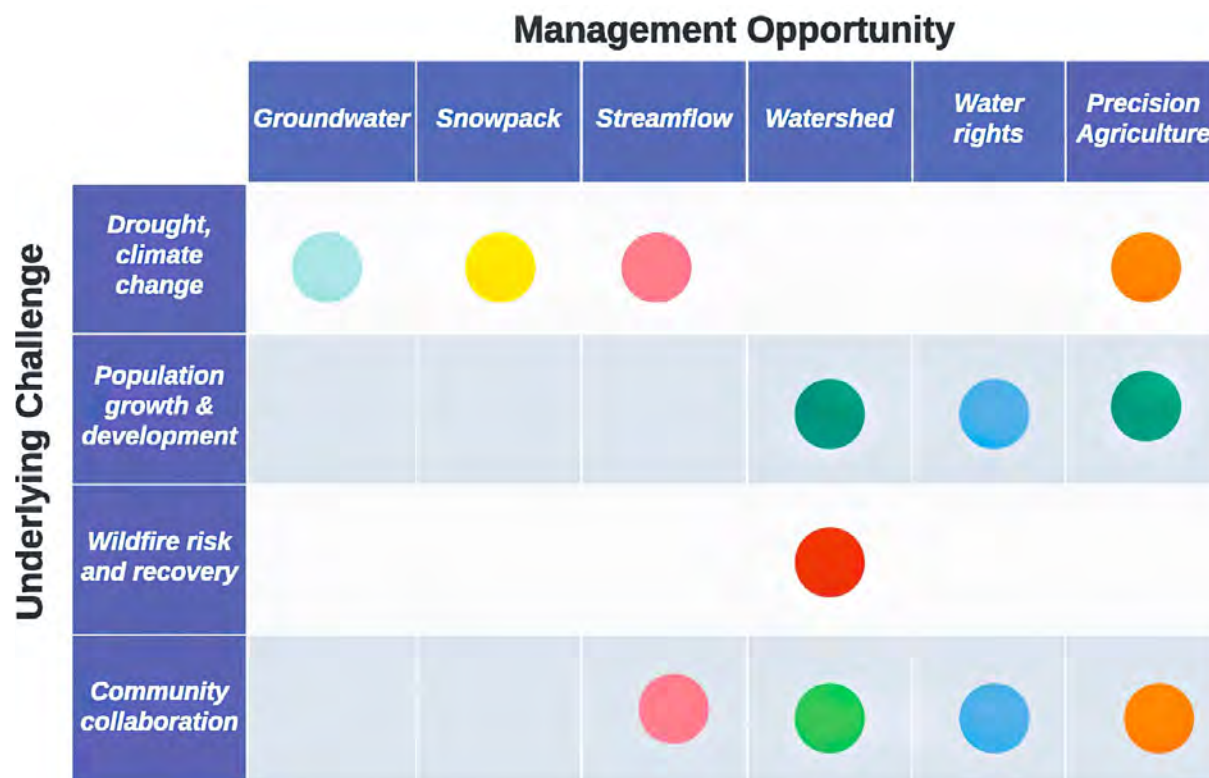 Management Opportunity
Groundwater
Snowpack
Streamflow
Watershed
Water
rights
Precision
Agriculture
Underlying Challenge
Drought,
climate
change
Population
growth &
development
Wildfire risk
and recovery
Community
collaboration